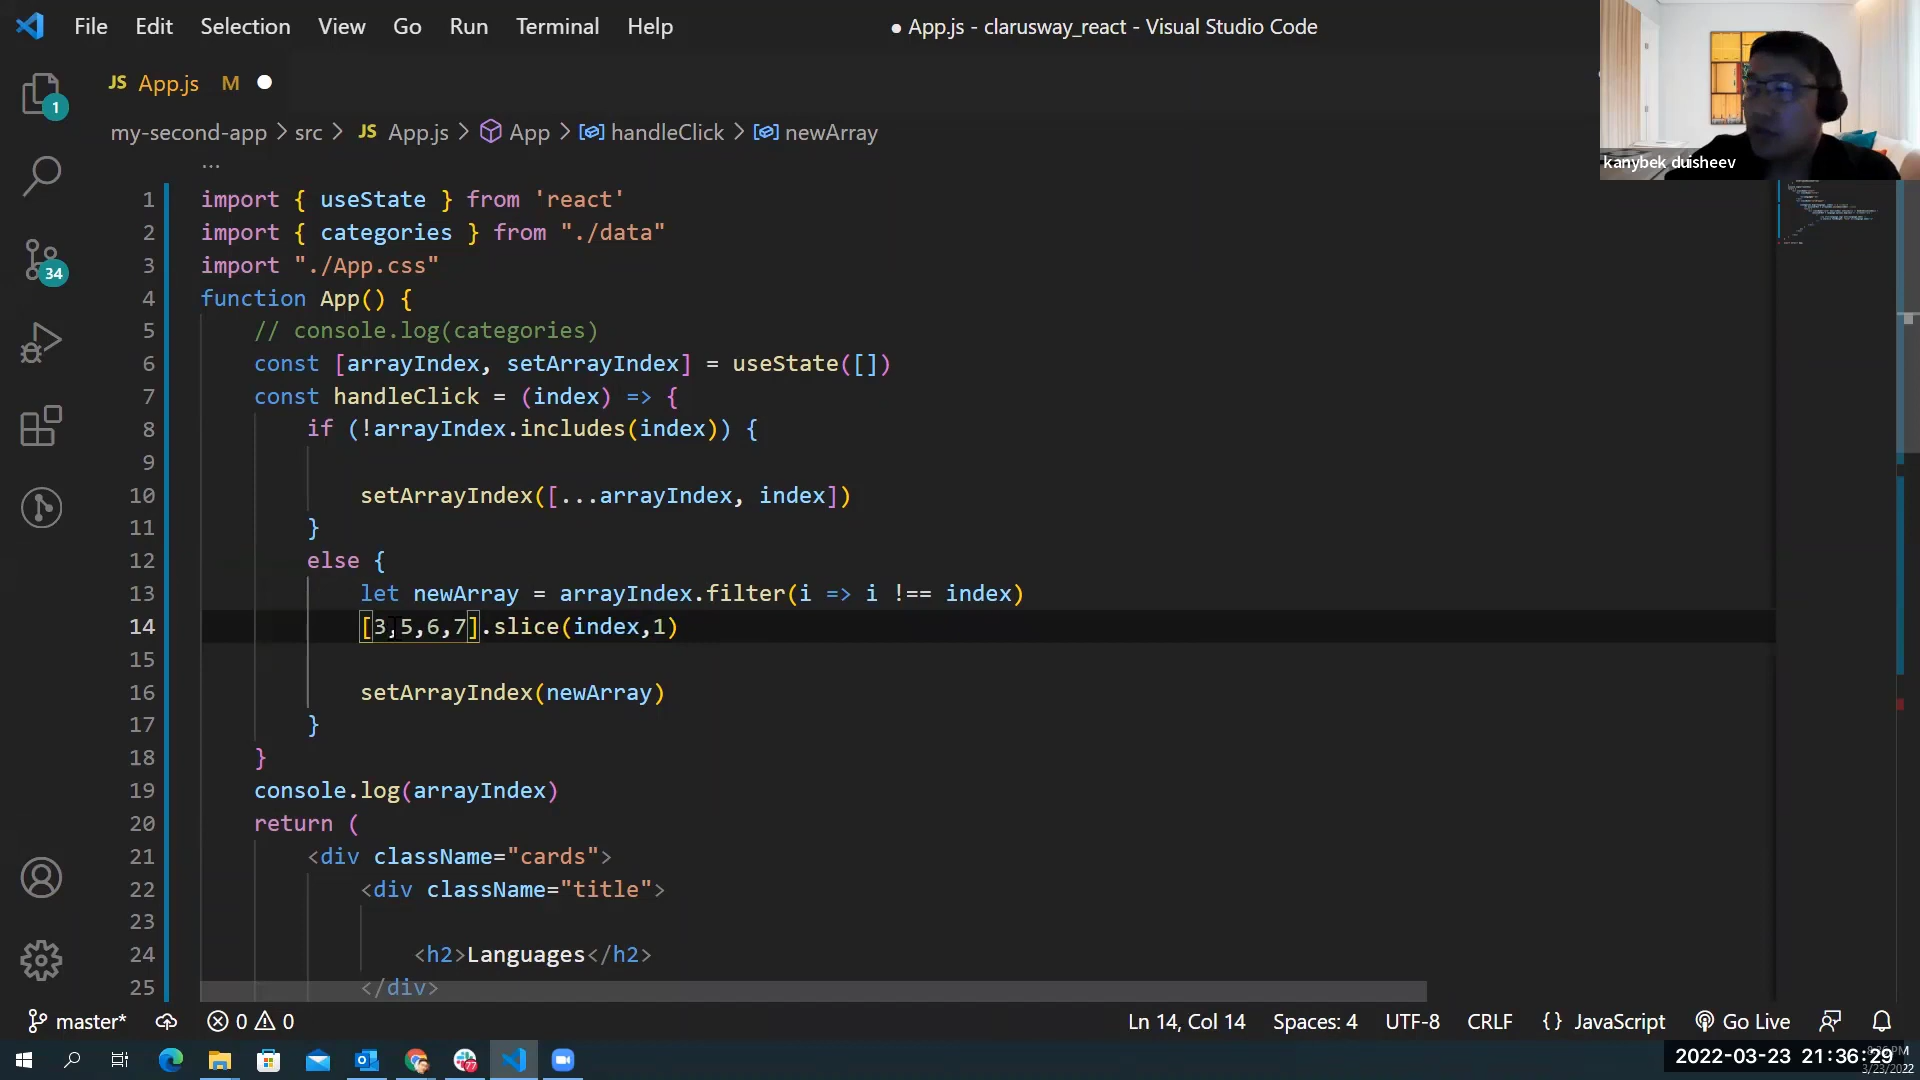 File Edit Selection View Go Run Terminal Help ● App.js - clarusway_react - Visual Studio Code
JS App.js M
my-second-app > src > JS App.js > App > handleClick > newArray
kanybek duisheev
...
1 import { useState } from 'react'
2 import { categories } from "./data"
3 import "./App.css"
4 function App() {
5 // console.log(categories)
6 const [arrayIndex, setArrayIndex] = useState([])
7 const handleClick = (index) => {
8 if (!arrayIndex.includes(index)) {
9
10 setArrayIndex([...arrayIndex, index])
11 }
12 else {
13 let newArray = arrayIndex.filter(i => i !== index)
14 [3,5,6,7].slice(index,1)
15
16 setArrayIndex(newArray)
17 }
18 }
19 console.log(arrayIndex)
20 return (
21 <div className="cards">
22 <div className="title">
23
24 <h2>Languages</h2>
25 </div>
1
34
master* 0 0 Ln 14, Col 14 Spaces: 4 UTF-8 CRLF {} JavaScript Go Live
77
2022-03-23 21:36:29
3/23/2022